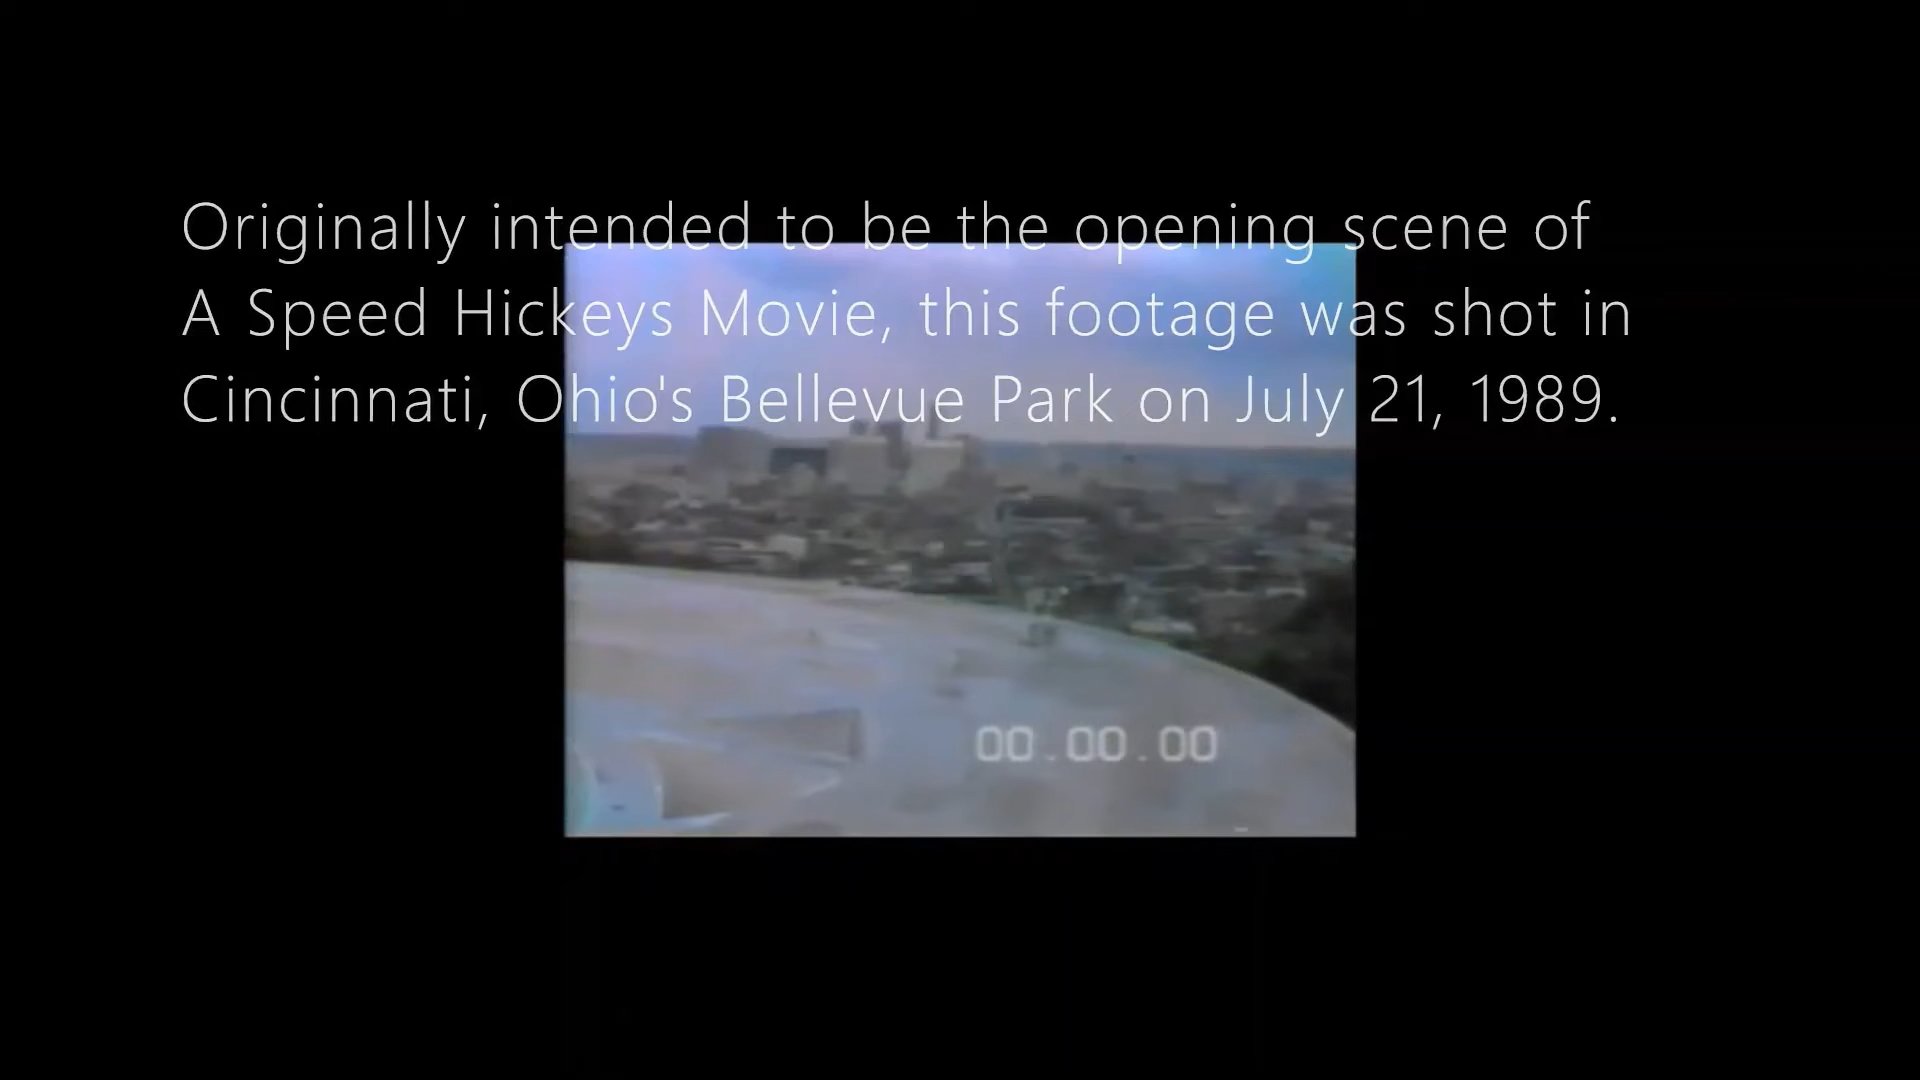 Originally intended to be the opening scene of
A Speed Hickeys Movie, this footage was shot in
Cincinnati, Ohio's Bellevue Park on July 21, 1989.
00.00.00